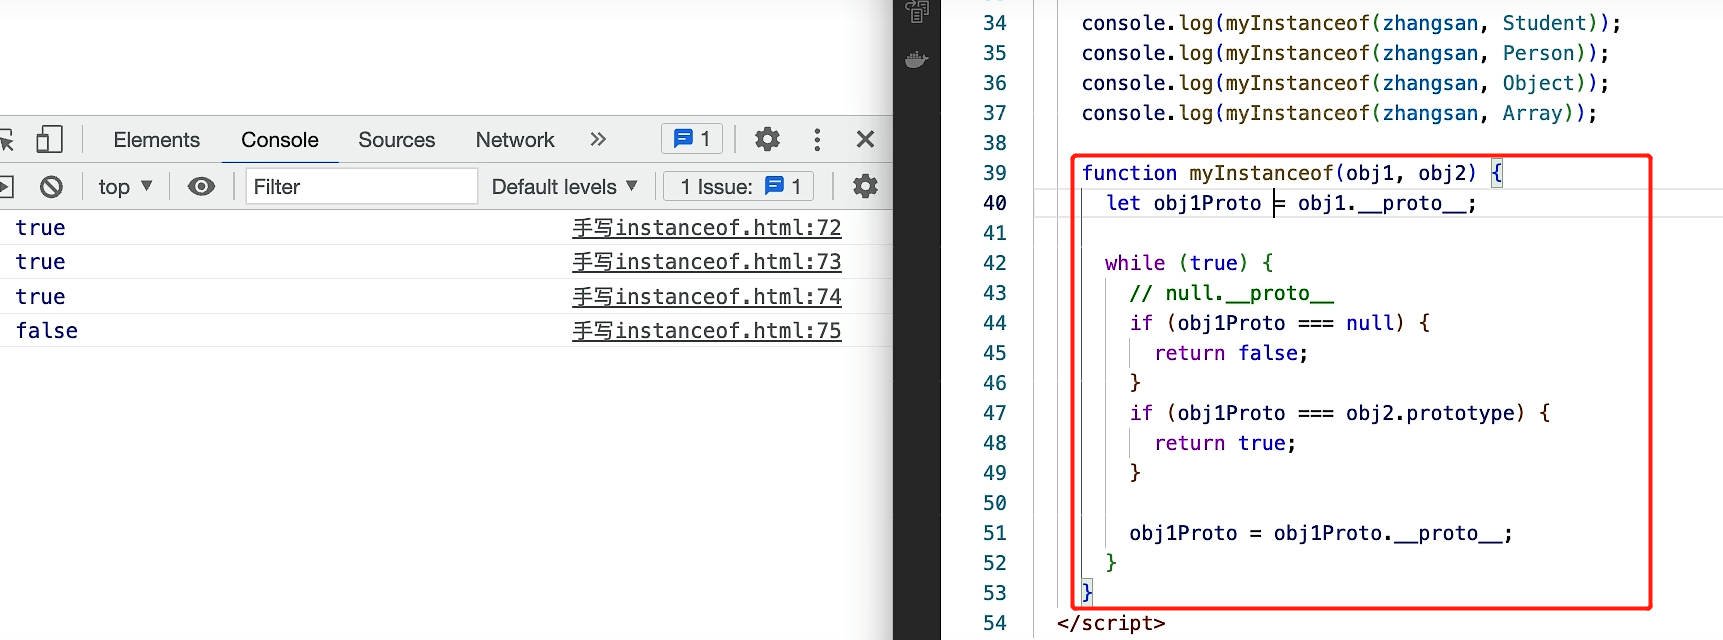 Elements Console Sources Network » 1
top ▼ Filter Default levels ▼ 1 Issue: 1
true 手写instanceof.html:72
true 手写instanceof.html:73
true 手写instanceof.html:74
false 手写instanceof.html:75
34 console.log(myInstanceof(zhangsan, Student));
35 console.log(myInstanceof(zhangsan, Person));
36 console.log(myInstanceof(zhangsan, Object));
37 console.log(myInstanceof(zhangsan, Array));
38
39 function myInstanceof(obj1, obj2) {
40 let obj1Proto = obj1.__proto__;
41
42 while (true) {
43 // null.__proto__
44 if (obj1Proto === null) {
45 return false;
46 }
47 if (obj1Proto === obj2.prototype) {
48 return true;
49 }
50
51 obj1Proto = obj1Proto.__proto__;
52 }
53 }
54 </script>